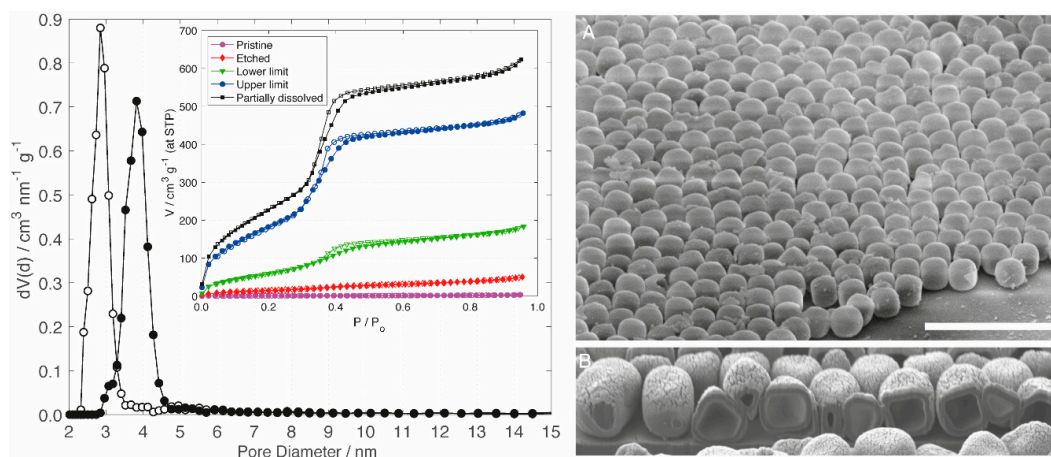 0.9
0.8
0.7
0.6
0.5
0.4
0.3
0.2
0.1
0.0
dV(d) / cm³ nm⁻¹ g⁻¹
2 3 4 5 6 7 8 9 10 11 12 13 14 15
Pore Diameter / nm
700
600
500
400
300
200
100
0
V / cm³ g⁻¹ (at STP)
Pristine
Etched
Lower limit
Upper limit
Partially dissolved
0.0 0.2 0.4 0.6 0.8 1.0
P / Po
A
B